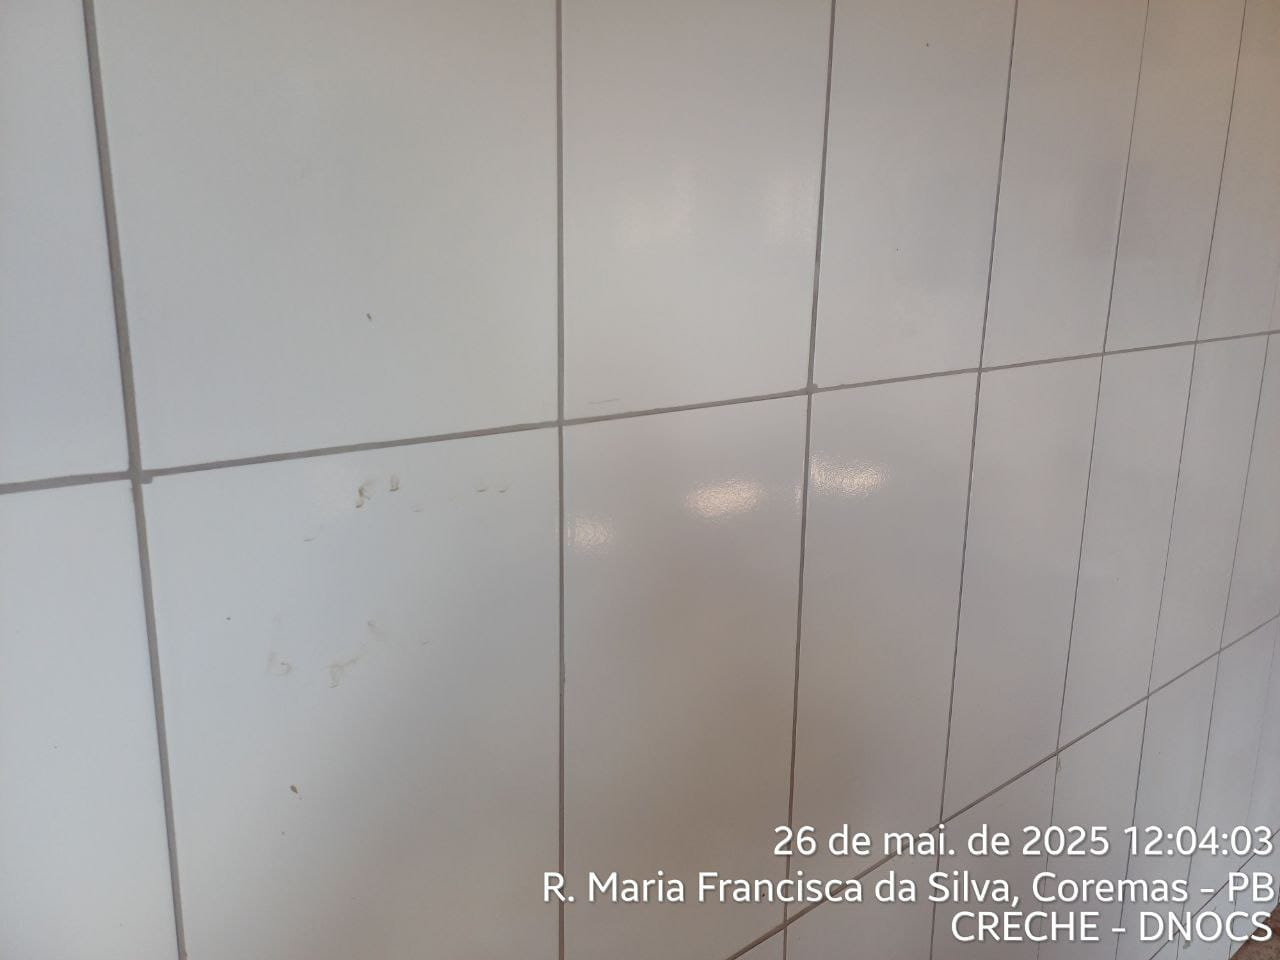 26 de mai. de 2025 12:04:03
R. Maria Francisca da Silva, Coremas - PB
CRECHE - DNOCS